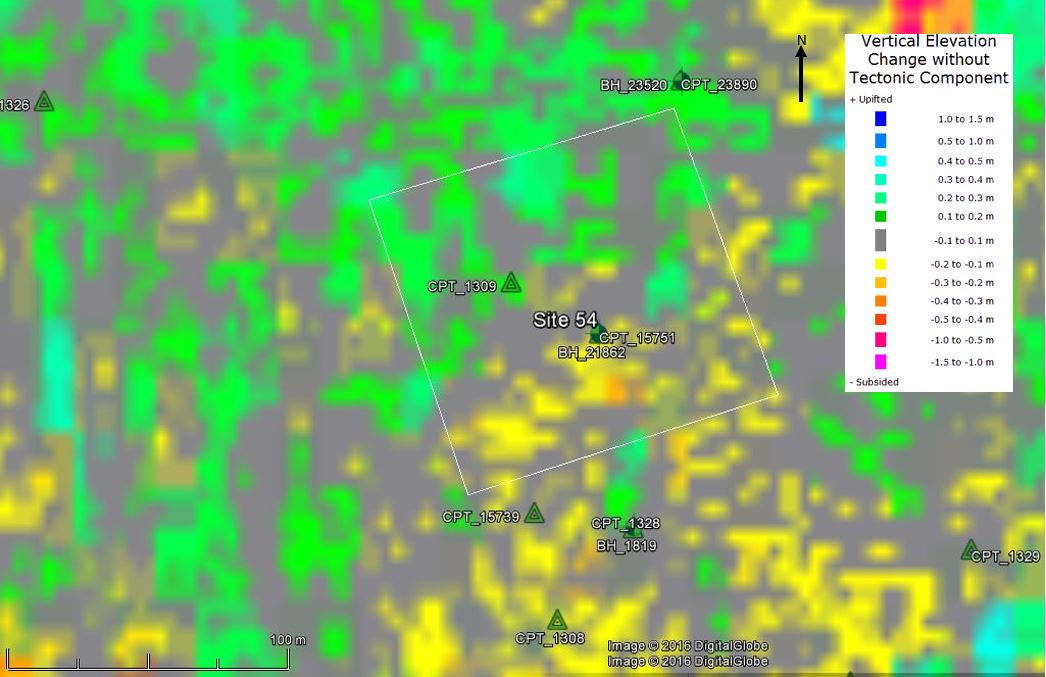 N
Vertical Elevation
Change without
Tectonic Component
+ Upifted
1.0 to 1.5 m
0.5 to 1.0 m
0.4 to 0.5 m
0.3 to 0.4 m
0.2 to 0.3 m
0.1 to 0.2 m
-0.1 to 0.1 m
-0.2 to -0.1 m
-0.3 to -0.2 m
-0.4 to -0.3 m
-0.5 to -0.4 m
-1.0 to -0.5 m
-1.5 to -1.0 m
- Subsided
BH_23520 CPT_23890
1326
CPT_1309
Site 54
CPT_15751
BH_21862
CPT_15739
CPT_1328
BH_1819
CPT_1329
CPT_1308
100 m
Image © 2016 DigitalGlobe
Image © 2016 DigitalGlobe